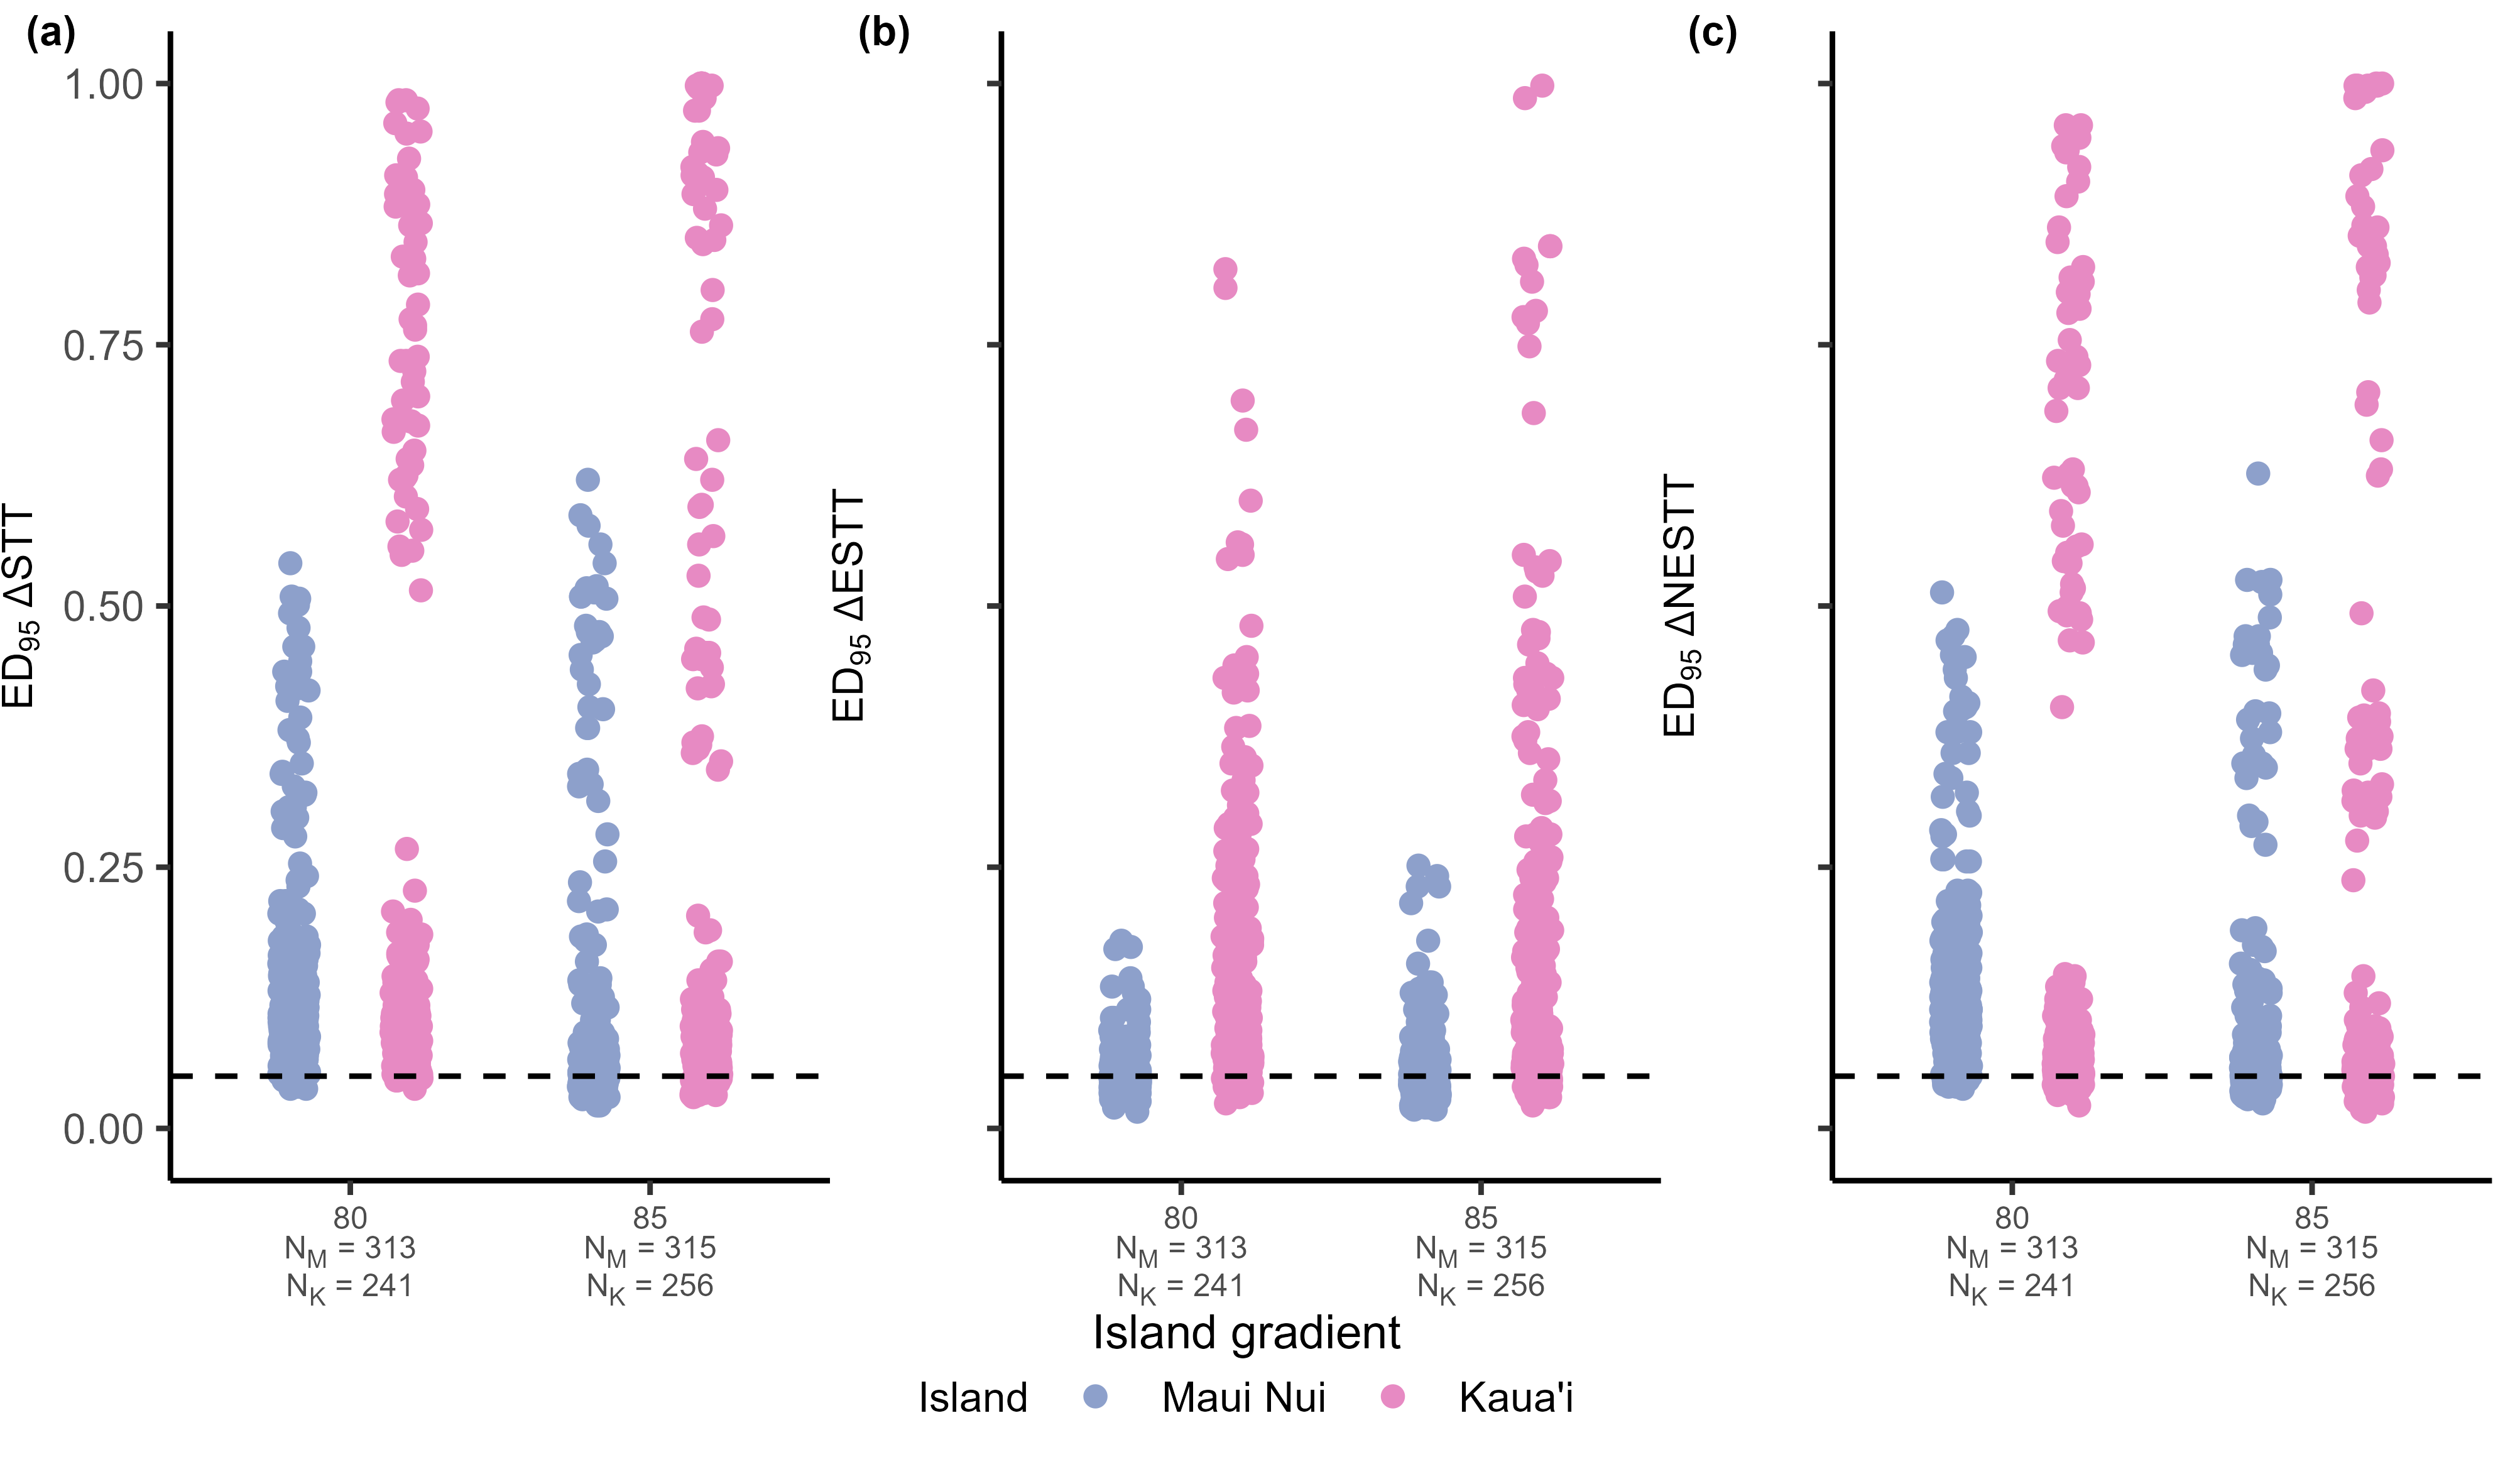 (a)
(b)
(c)
ED95 ΔSTT
1.00
0.75
0.50
0.25
0.00
ED95 ΔESTT
ED95 ΔNESTT
80
NM = 313
NK = 241
85
NM = 315
NK = 256
80
NM = 313
NK = 241
85
NM = 315
NK = 256
80
NM = 313
NK = 241
85
NM = 315
NK = 256
Island gradient
Island Maui Nui Kaua'i